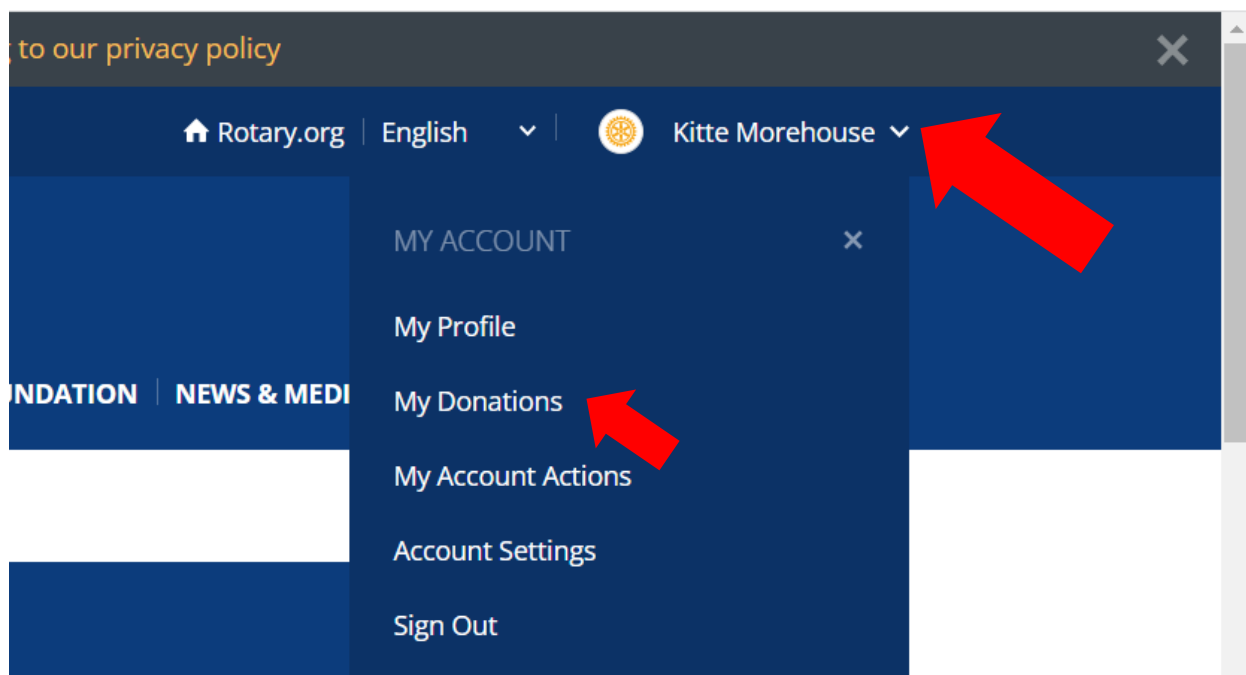 to our privacy policy
Rotary.org English Kitte Morehouse
MY ACCOUNT
My Profile
NEWS & MEDI
My Donations
My Account Actions
Account Settings
Sign Out